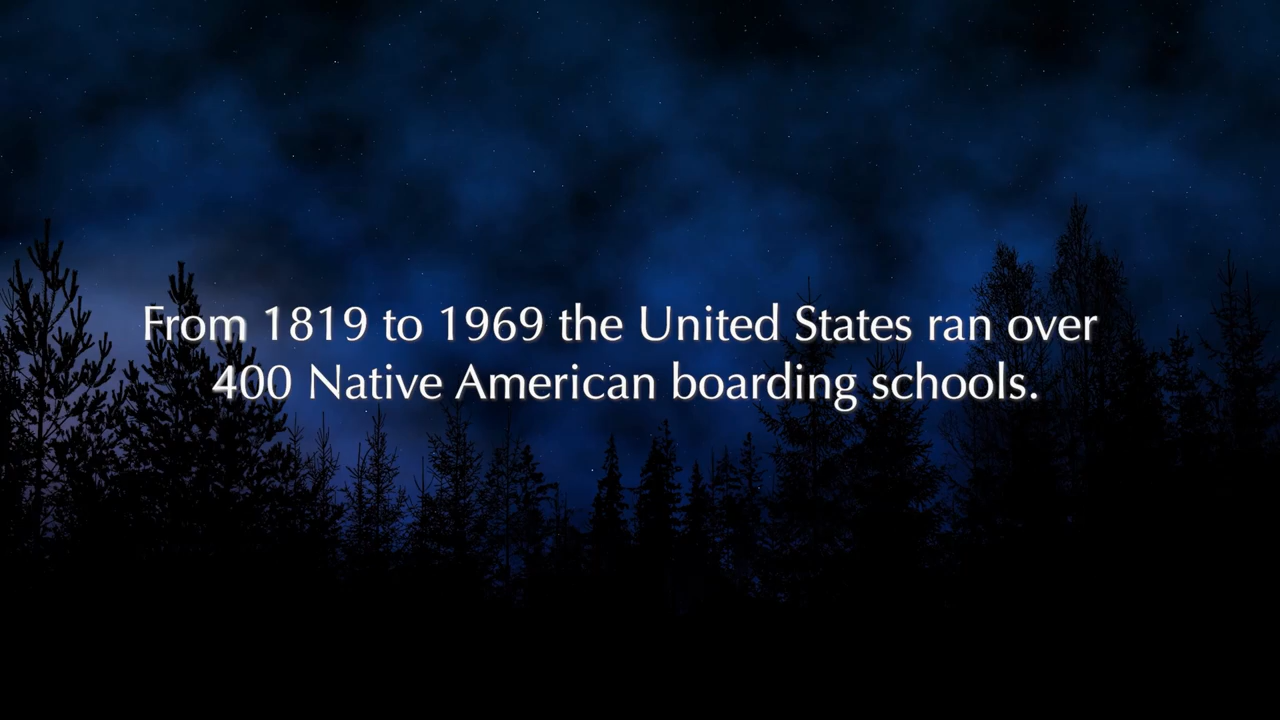 From 1819 to 1969 the United States ran over
400 Native American boarding schools.